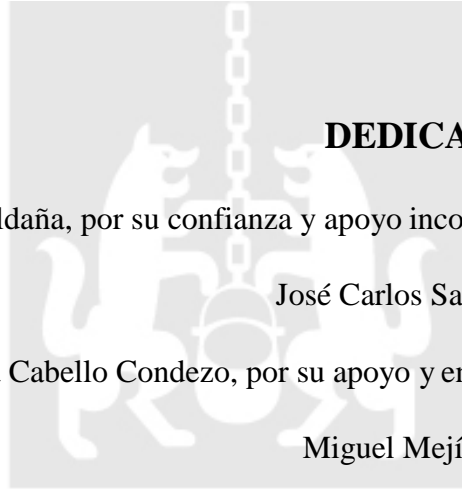 DEDICA
ldaña, por su confianza y apoyo inco
José Carlos Sa
Cabello Condezo, por su apoyo y en
Miguel Mejí